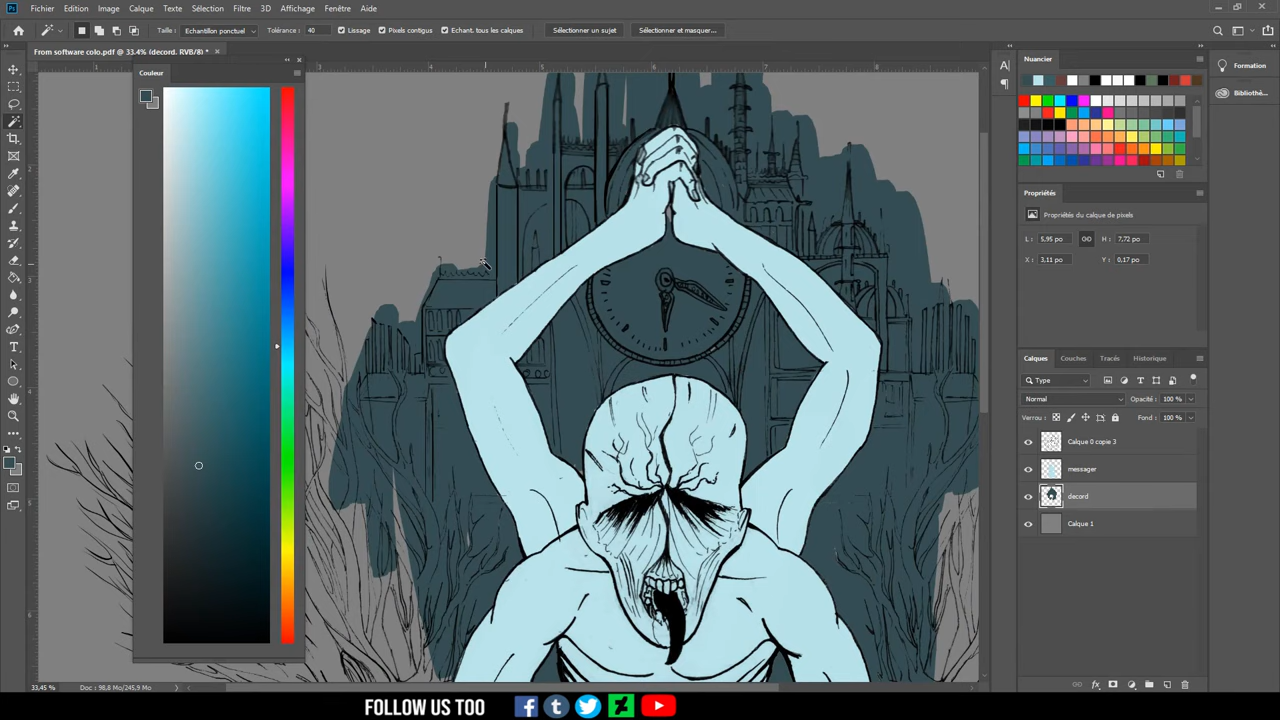 Fichier Edition Image Calque Texte Sélection Filtre 3D Affichage Plug-ins Fenêtre Aide
Taille : Echantillon ponctuel Tolérance : 40 Lissage Pixels contigus Echant. tous les calques Sélectionner un sujet Sélectionner et masquer...
From software colo.pdf @ 33.4% (decord, RVB/8) *
Couleur
Nuancier
Formation
Bibliothè...
Propriétés
Propriétés du calque de pixels
L : 5,95 po H : 7,72 po
X : 3,11 po Y : 0,17 po
Calques Couches Tracés Historique
Type
Normal Opacité : 100 %
Verrou : Fond : 100 %
Calque 0 copie 3
messager
decord
Calque 1
33,45 % Doc : 98,8 Mo/245,9 Mo
FOLLOW US TOO